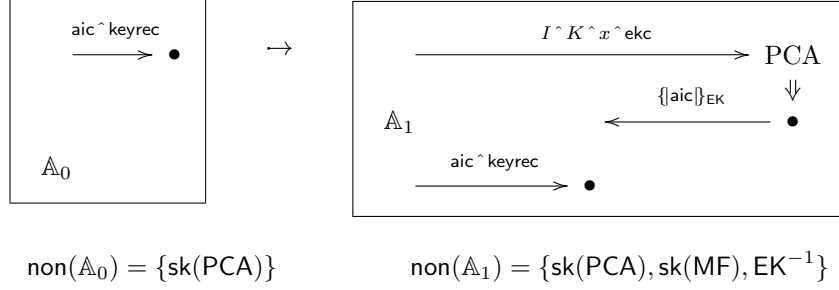 aic ˆ keyrec
•
↪
I ˆ K ˆ x ˆ ekc
PCA
⇓
{|aic|}_EK
•
𝔸₁
aic ˆ keyrec
•
𝔸₀
non(𝔸₀) = {sk(PCA)}
non(𝔸₁) = {sk(PCA), sk(MF), EK⁻¹}